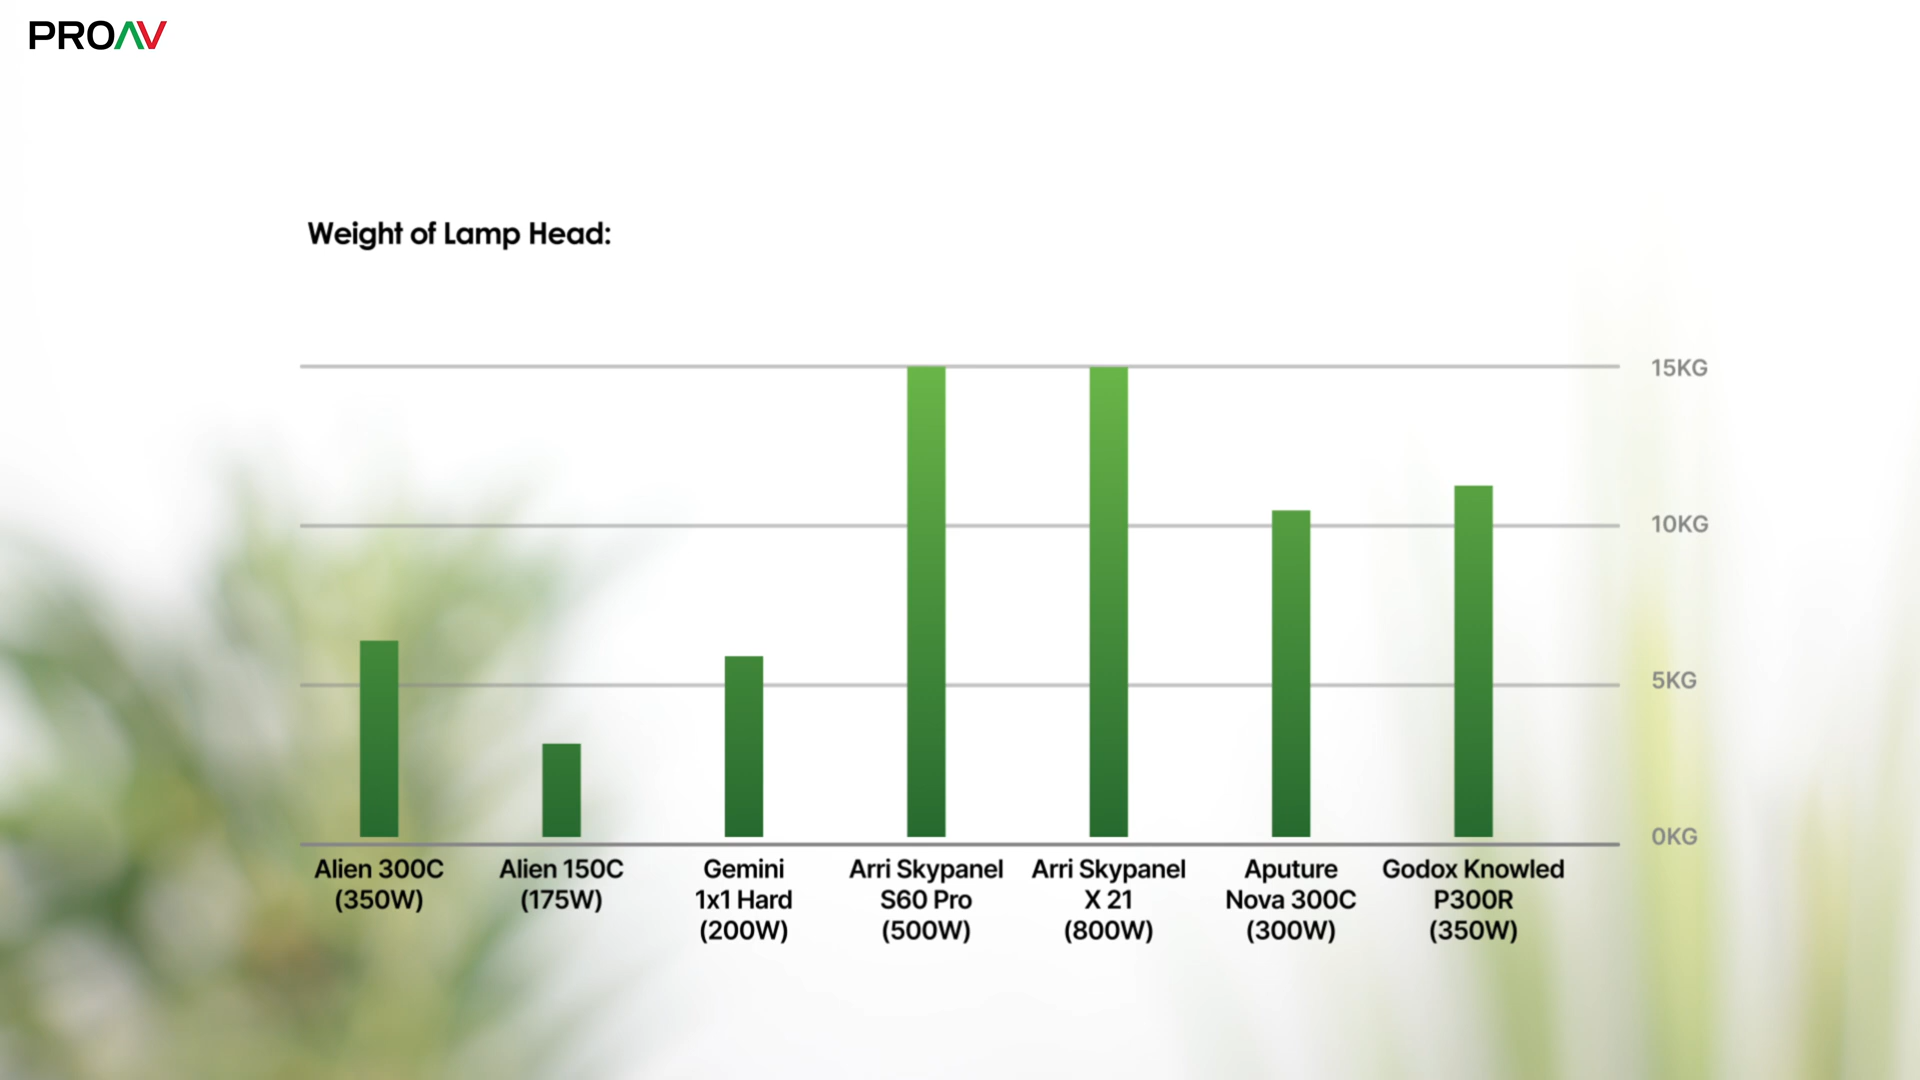 PROAV
Weight of Lamp Head:
15KG
10KG
5KG
0KG
Alien 300C
(350W)
Alien 150C
(175W)
Gemini
1x1 Hard
(200W)
Arri Skypanel
S60 Pro
(500W)
Arri Skypanel
X 21
(800W)
Aputure
Nova 300C
(300W)
Godox Knowled
P300R
(350W)